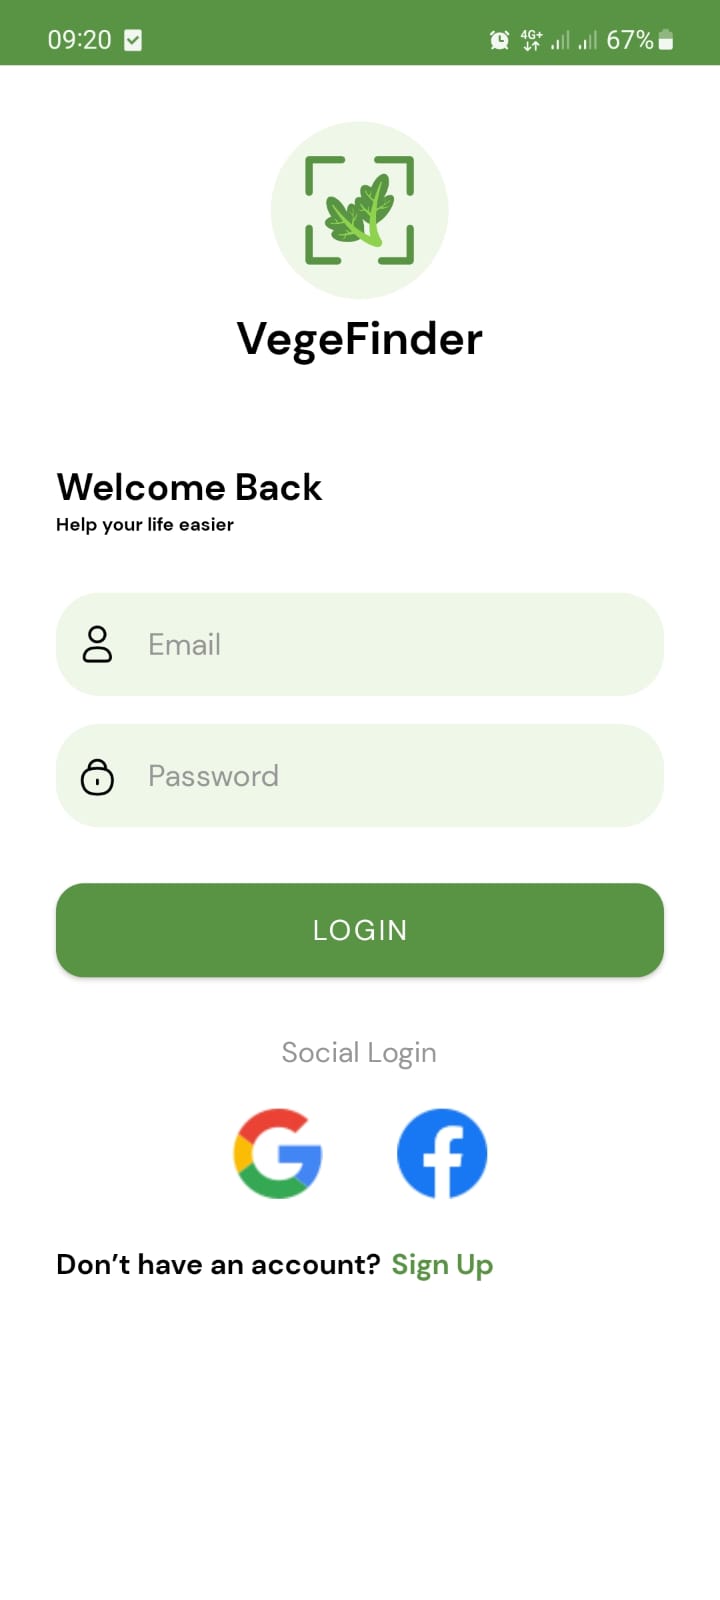 09:20
4G+ 67%
VegeFinder
Welcome Back
Help your life easier
Email
Password
LOGIN
Social Login
Don’t have an account? Sign Up